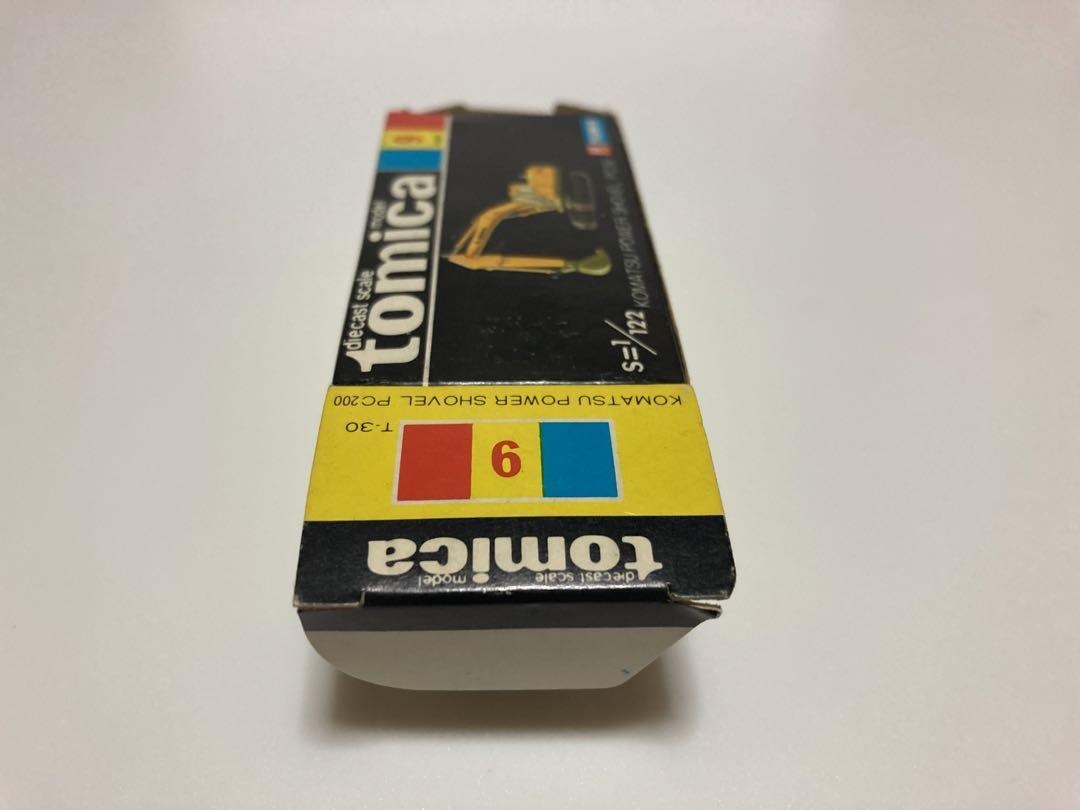 tomica
diecast scale model
9
S=1/122 KOMATSU POWER SHOVEL
KOMATSU POWER SHOVEL PC200
T-30
9
tomica
diecast scale model